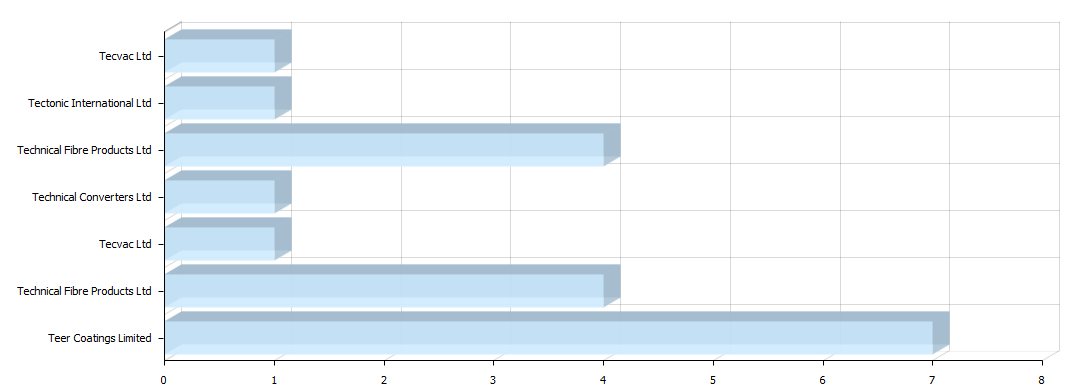 Tecvac Ltd
Tectonic International Ltd
Technical Fibre Products Ltd
Technical Converters Ltd
Tecvac Ltd
Technical Fibre Products Ltd
Teer Coatings Limited
0 1 2 3 4 5 6 7 8